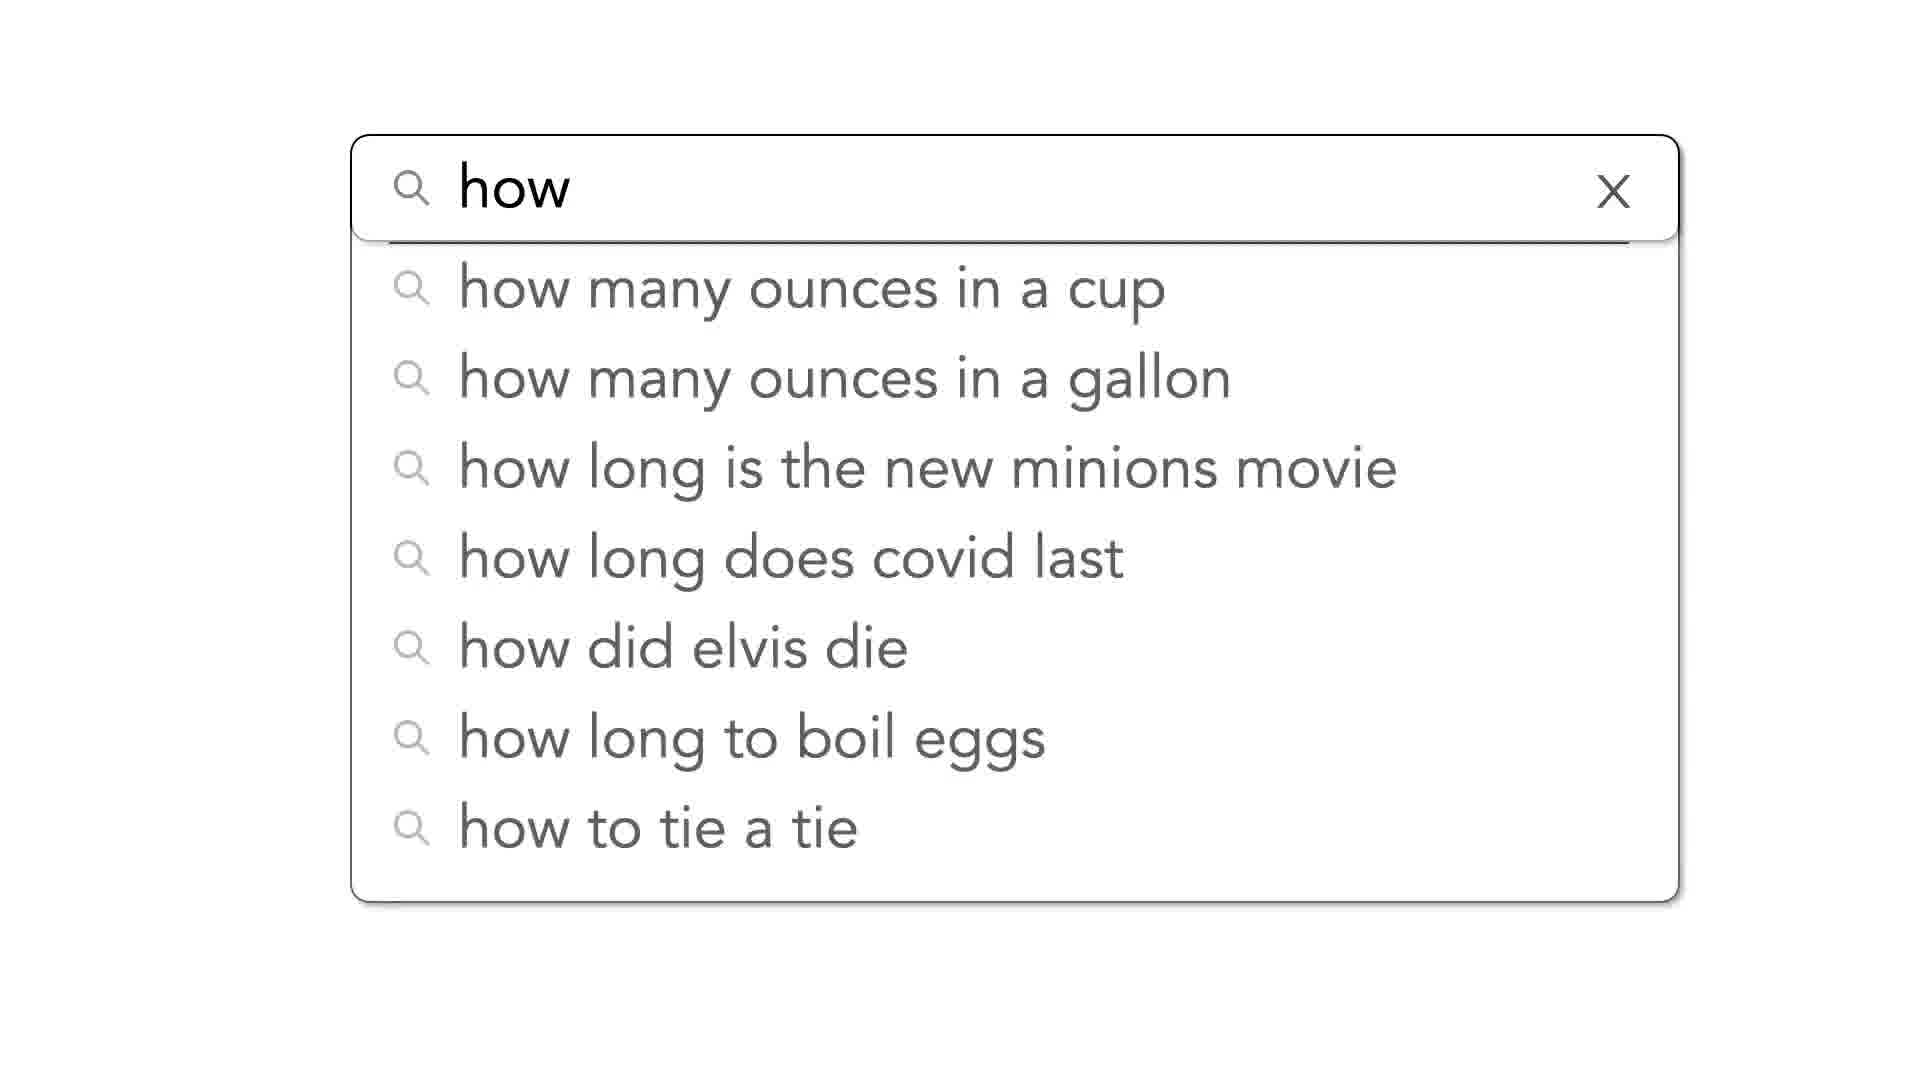 how X
how many ounces in a cup
how many ounces in a gallon
how long is the new minions movie
how long does covid last
how did elvis die
how long to boil eggs
how to tie a tie